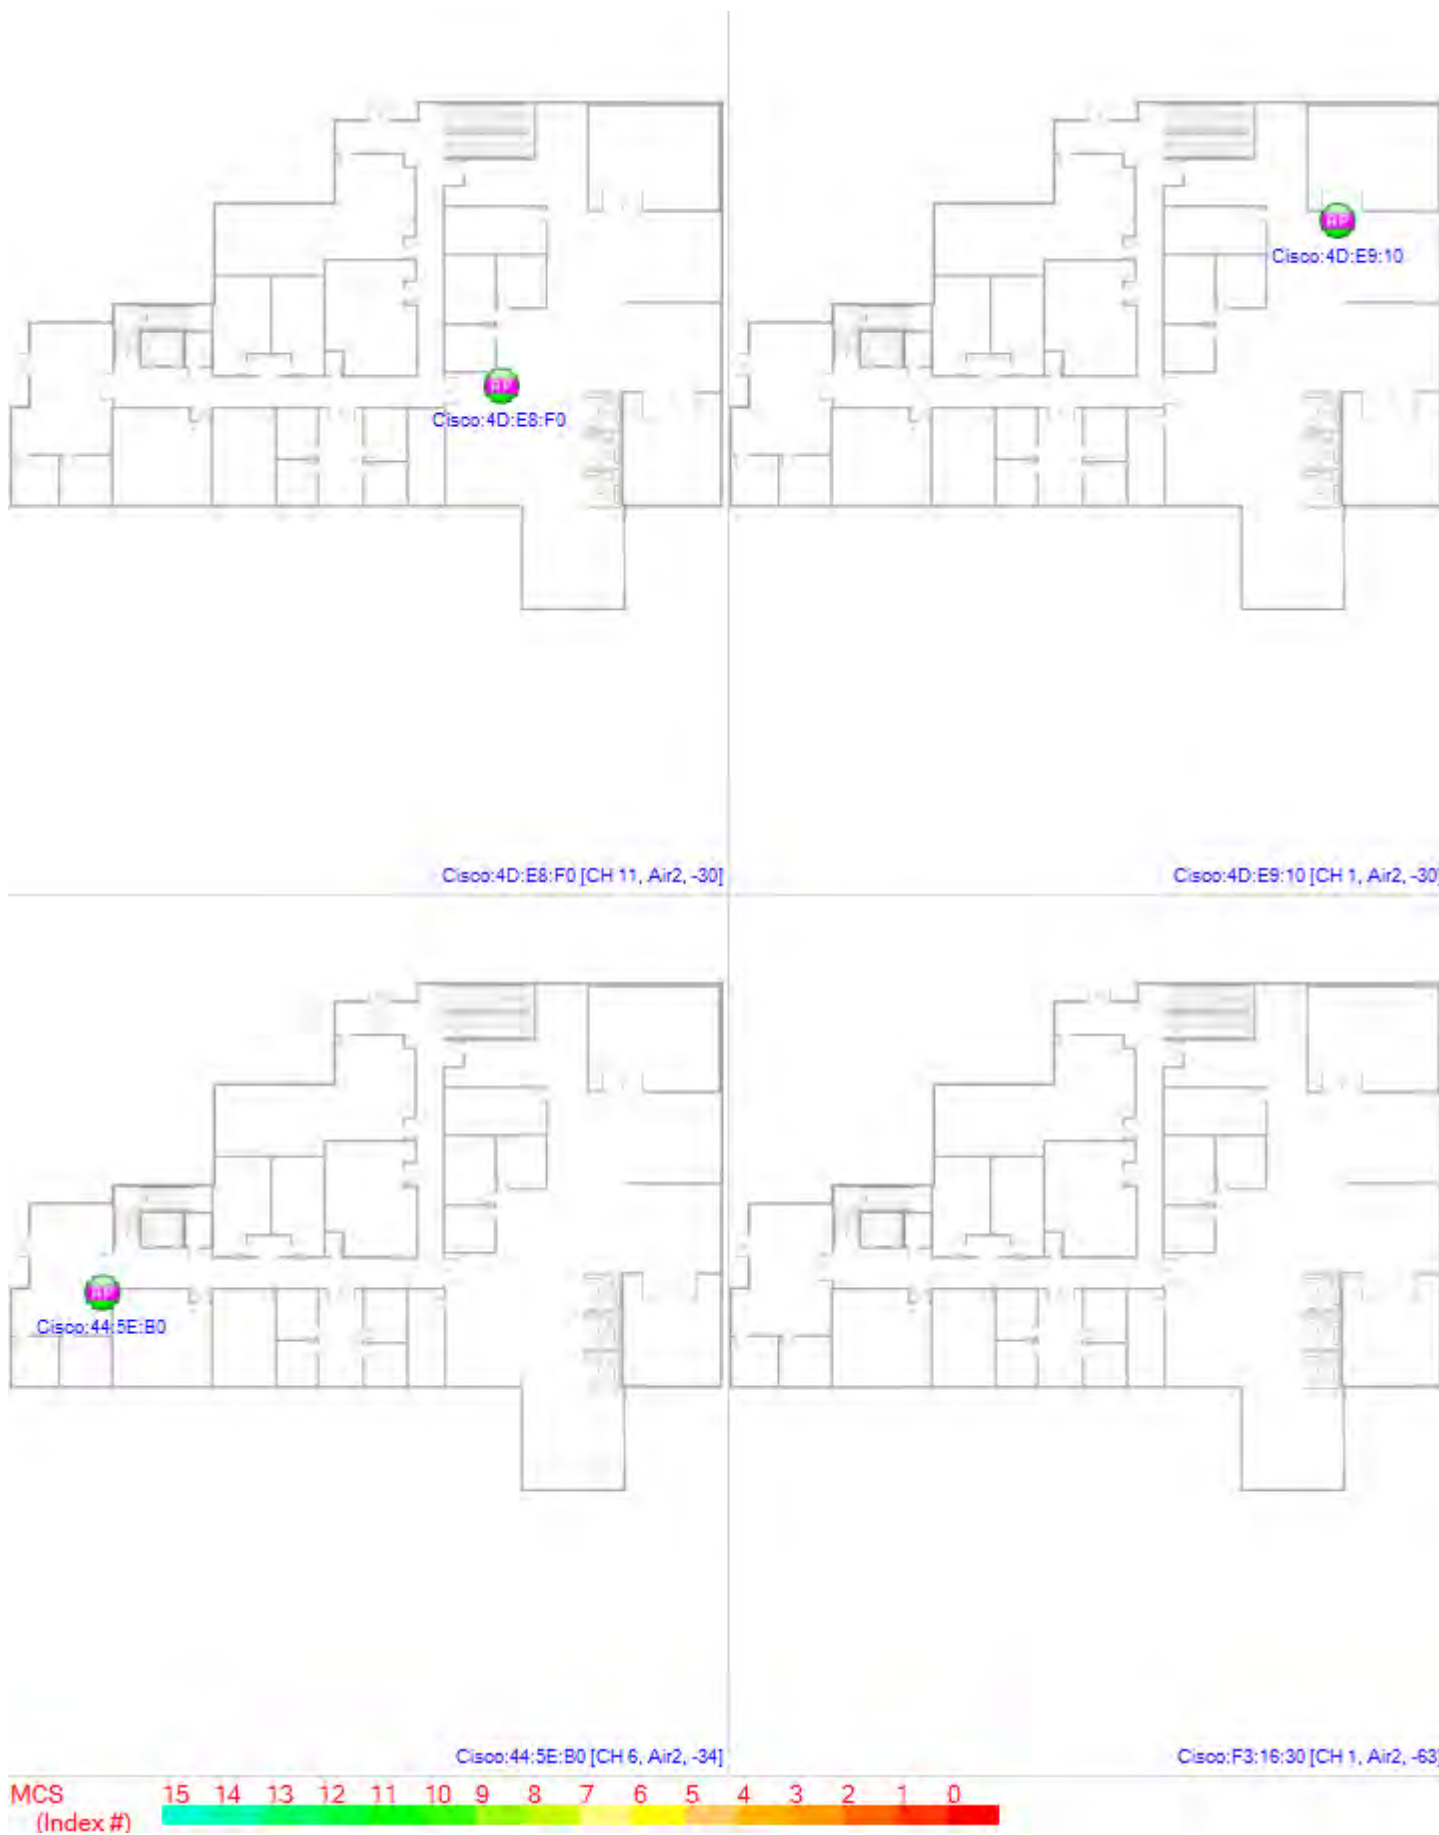 AP
Cisco:4D:E8:F0
AP
Cisco:4D:E9:10
Cisco:4D:E8:F0 [CH 11, Air2, -30]
Cisco:4D:E9:10 [CH 1, Air2, -30]
AP
Cisco:44:5E:B0
Cisco:44:5E:B0 [CH 6, Air2, -34]
Cisco:F3:16:30 [CH 1, Air2, -63]
MCS 15 14 13 12 11 10 9 8 7 6 5 4 3 2 1 0
(Index #)